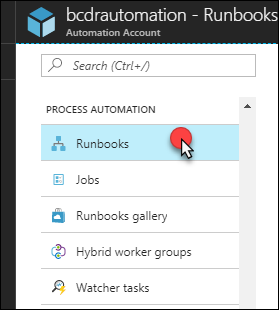 bcdrautomation - Runbooks
Automation Account
Search (Ctrl+/)
PROCESS AUTOMATION
Runbooks
Jobs
Runbooks gallery
Hybrid worker groups
Watcher tasks